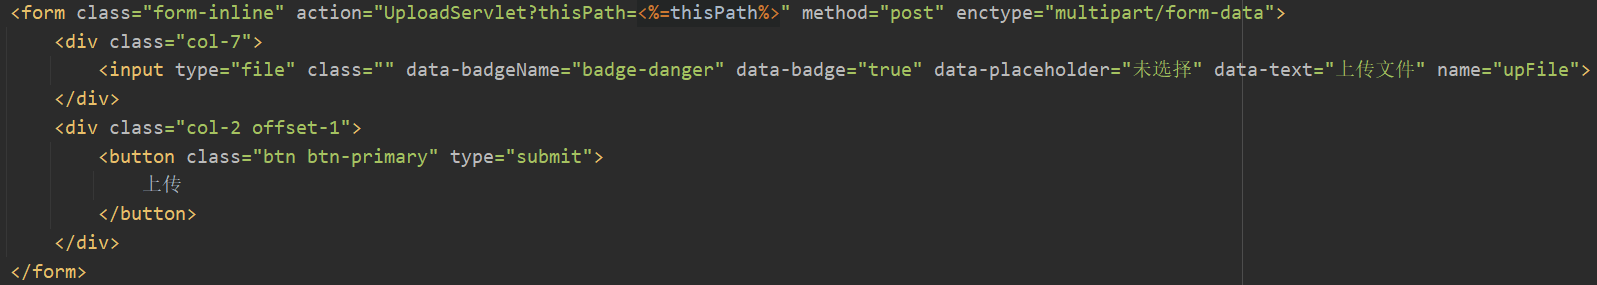 <form class="form-inline" action="UploadServlet?thisPath=<%=thisPath%>" method="post" enctype="multipart/form-data">
<div class="col-7">
<input type="file" class="" data-badgeName="badge-danger" data-badge="true" data-placeholder="未选择" data-text="上传文件" name="upFile">
</div>
<div class="col-2 offset-1">
<button class="btn btn-primary" type="submit">
上传
</button>
</div>
</form>